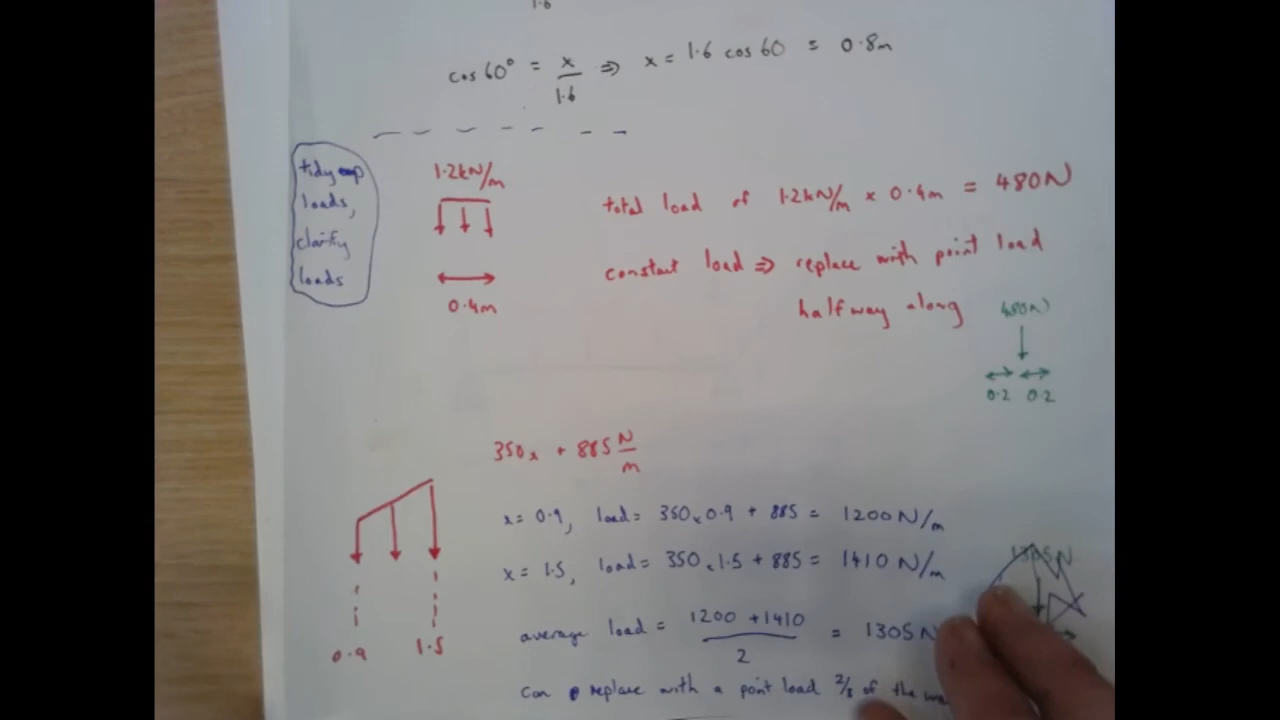 1.6
cos 60° = x/1.6 ⇒ x = 1.6 cos 60 = 0.8m
tidy up
loads,
clarify
loads
1.2kN/m
0.4m
total load of 1.2kN/m × 0.4m = 480N
constant load ⇒ replace with point load
halfway along
480N
0.2 0.2
350x + 885 N/m
x = 0.9, load = 350×0.9 + 885 = 1200 N/m
x = 1.5, load = 350×1.5 + 885 = 1410 N/m
0.9 1.5
average load = 1200 + 1410 / 2 = 1305N
1305N
Can replace with a point load 2/3 of the